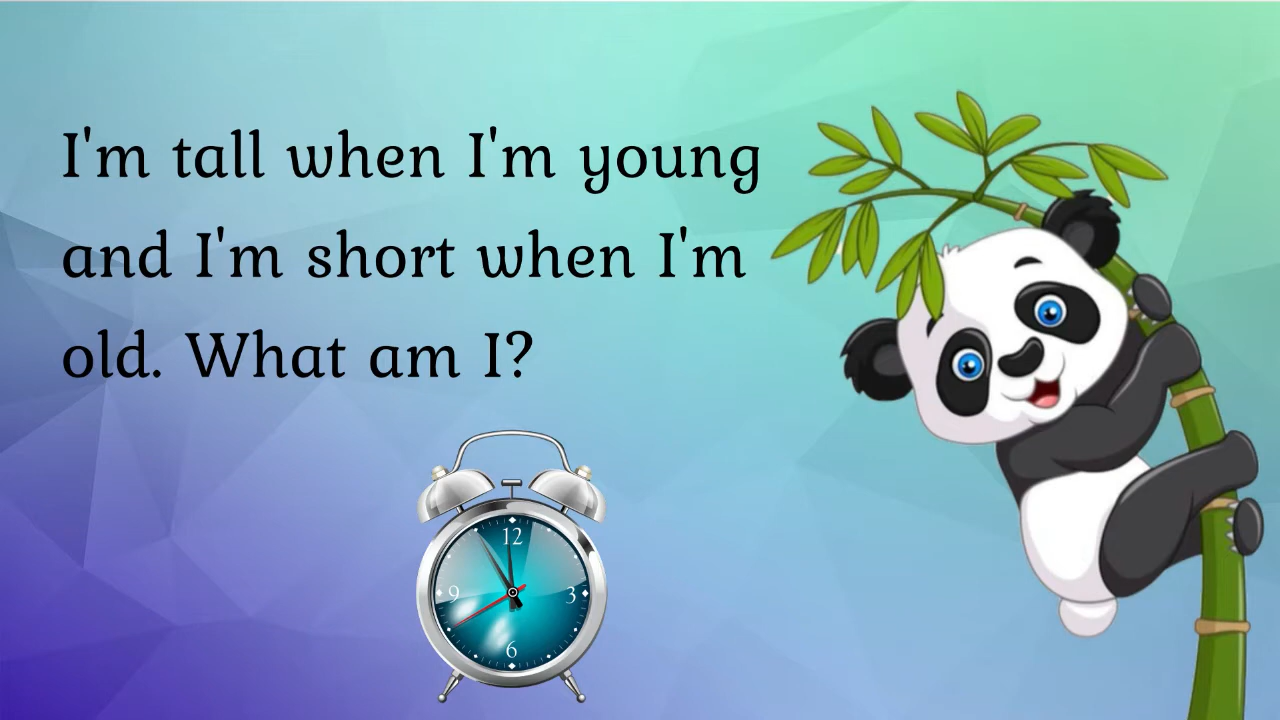 I'm tall when I'm young
and I'm short when I'm
old. What am I?
12
9 3
6